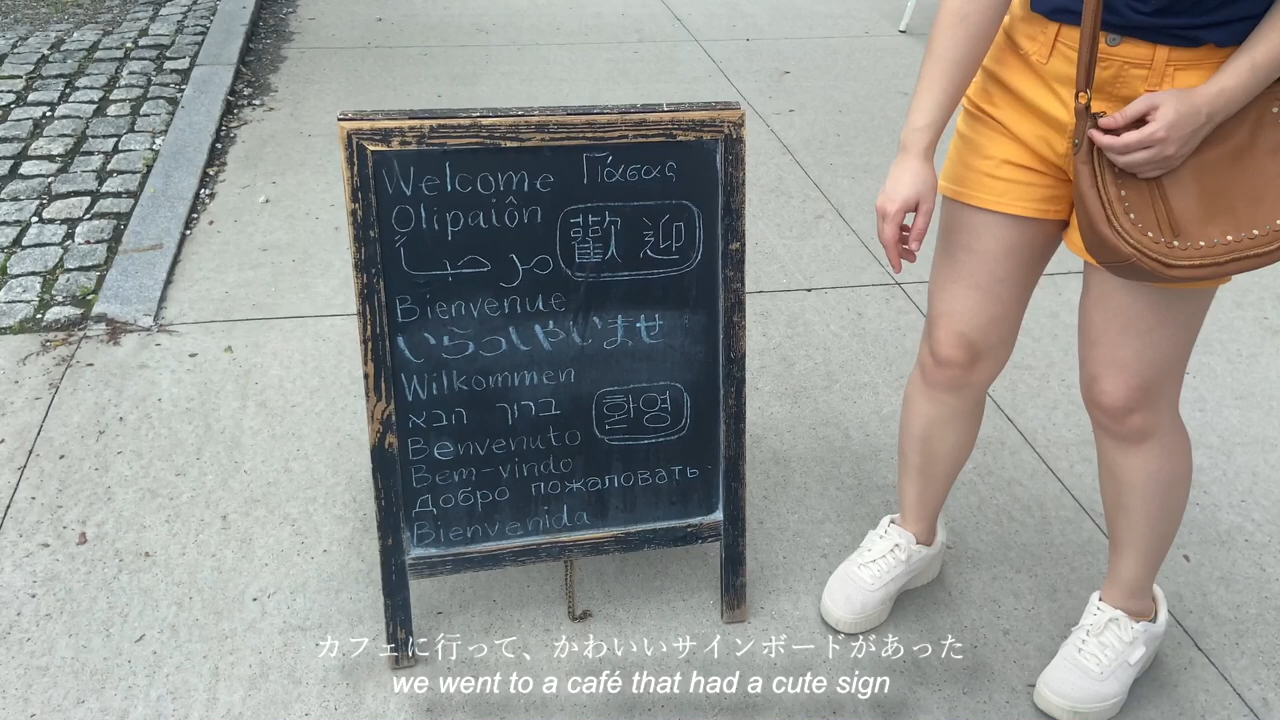 Welcome Γιάσας
Olipaiôn
歡迎
مرحباً
Bienvenue
いらっしゃいませ
Wilkommen
ברוך הבא
환영
Benvenuto
Bem-vindo
Добро пожаловать
Bienvenida
カフェに行って、かわいいサインボードがあった
we went to a café that had a cute sign